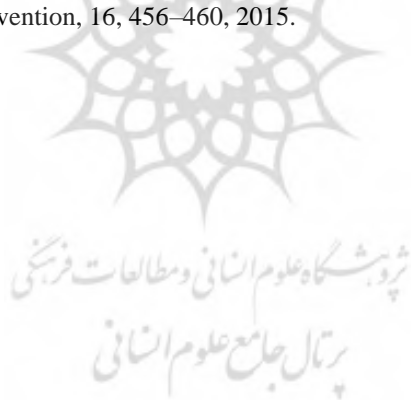 vention, 16, 456–460, 2015.
پژوهشگاه علوم انسانی و مطالعات فرهنگی
پرتال جامع علوم انسانی